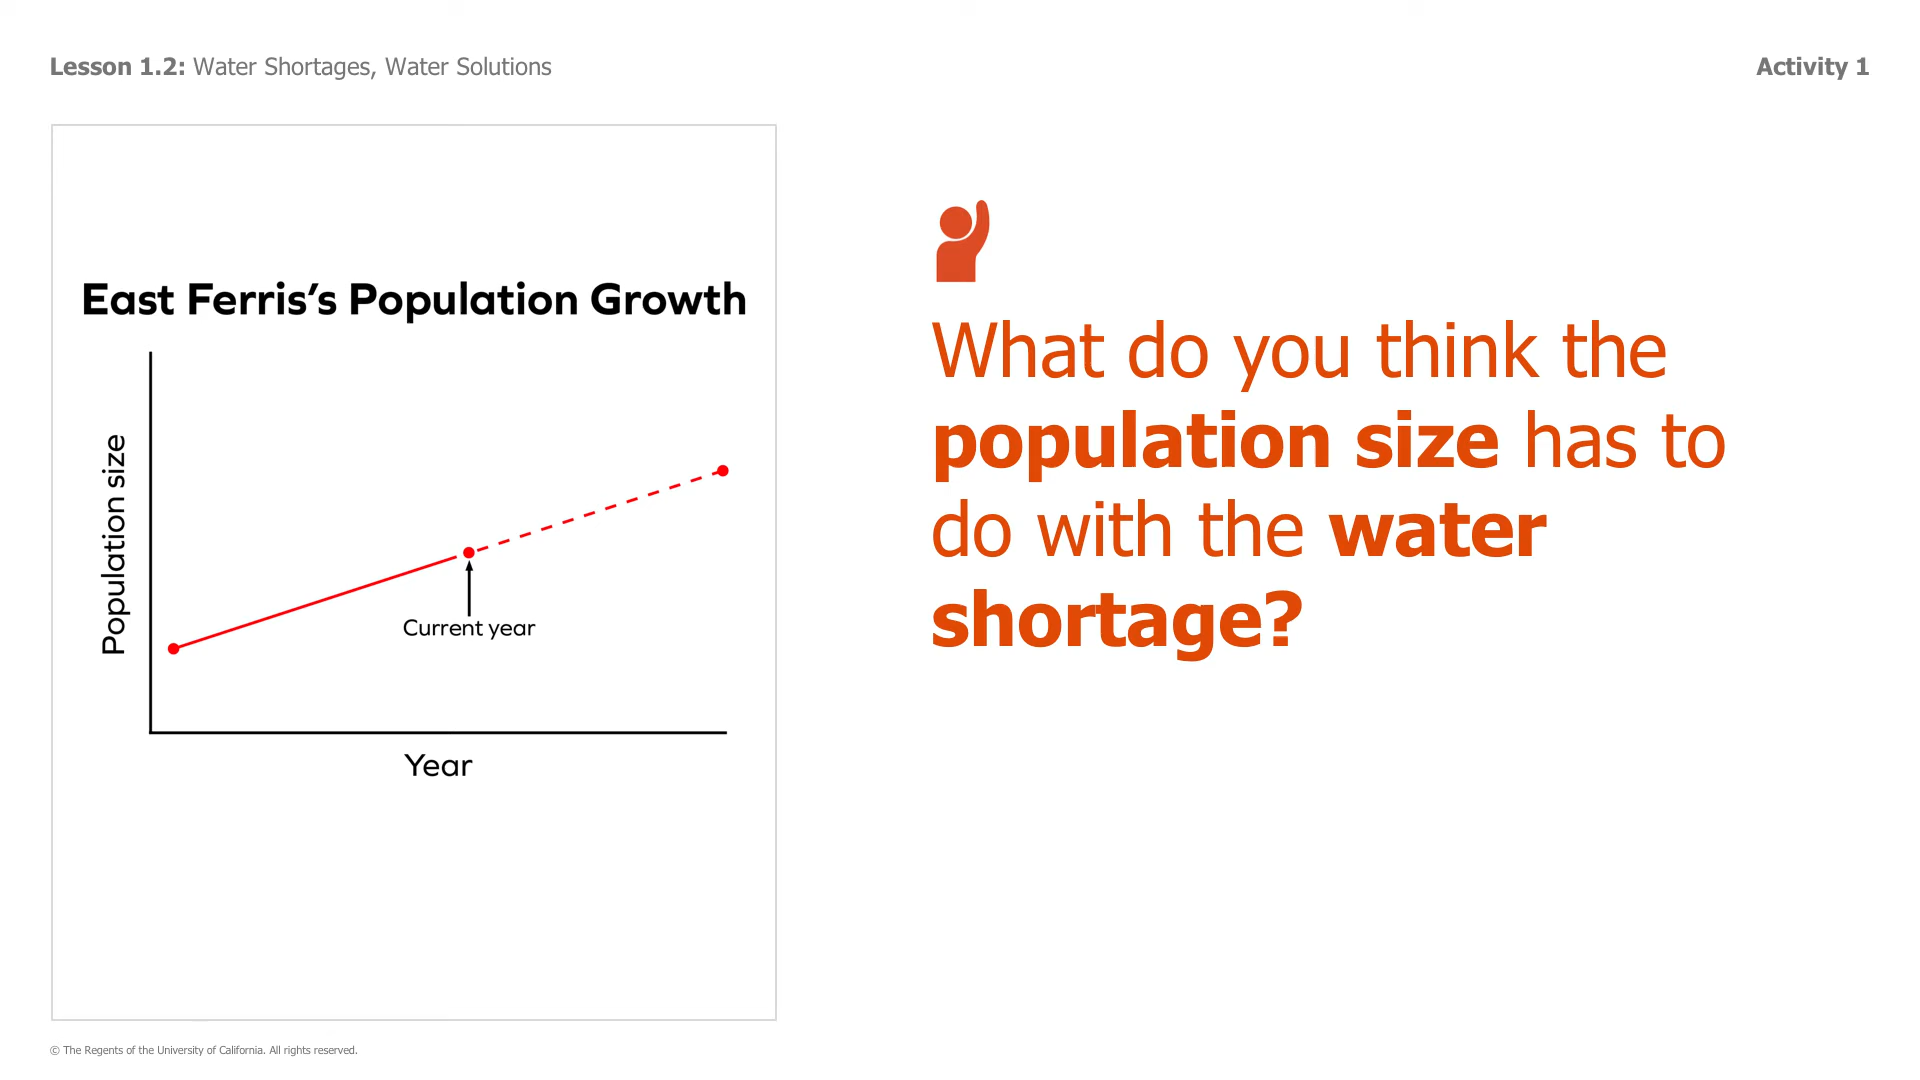 Lesson 1.2: Water Shortages, Water Solutions
Activity 1
East Ferris’s Population Growth
Population size
Current year
Year
What do you think the
population size has to
do with the water
shortage?
© The Regents of the University of California. All rights reserved.